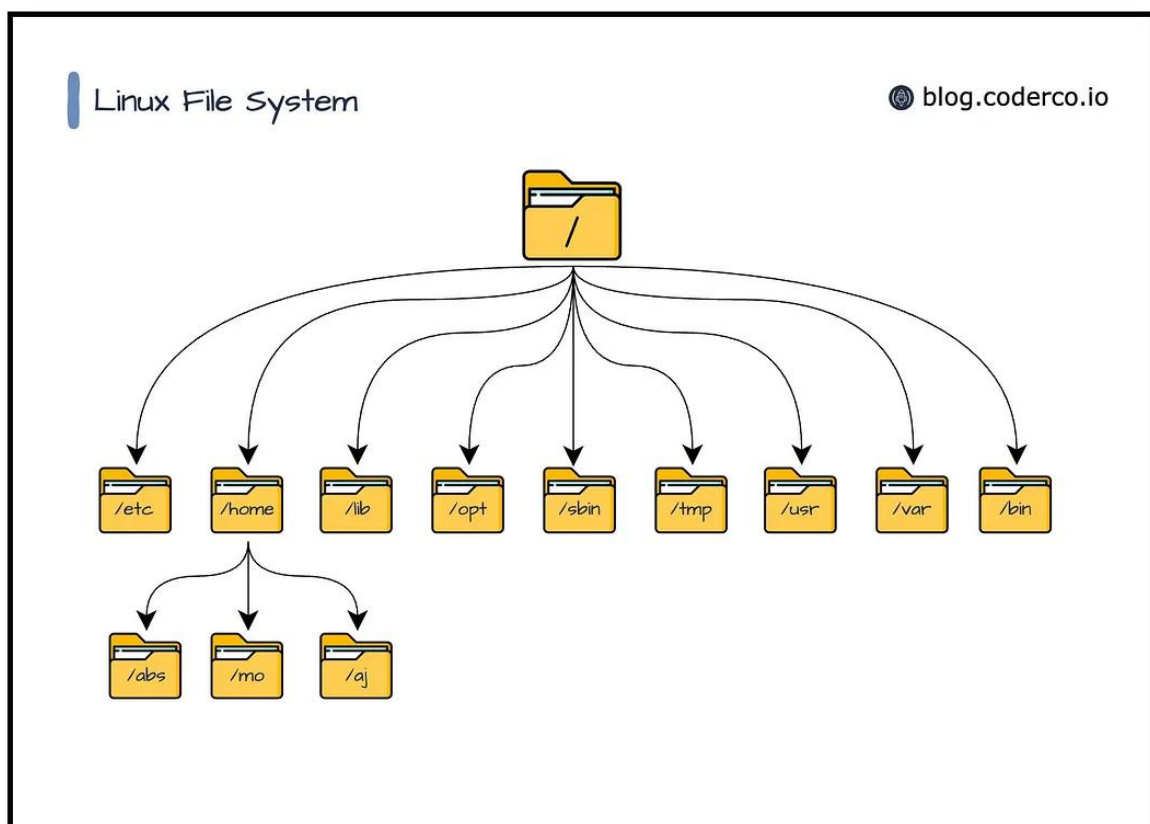 Linux File System
blog.coderco.io
/
/etc
/home
/lib
/opt
/sbin
/tmp
/usr
/var
/bin
/abs
/mo
/aj